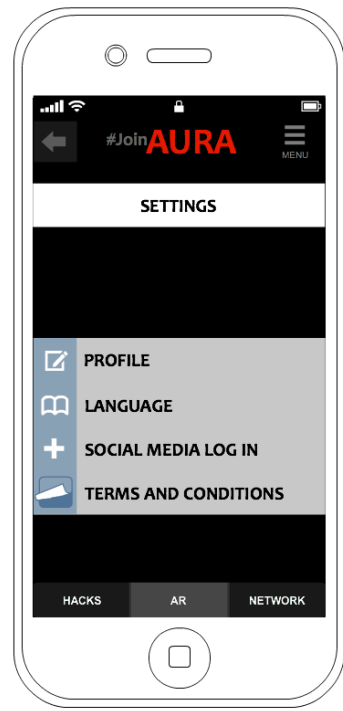 #JoinAURA
MENU
SETTINGS
PROFILE
LANGUAGE
SOCIAL MEDIA LOG IN
TERMS AND CONDITIONS
HACKS AR NETWORK